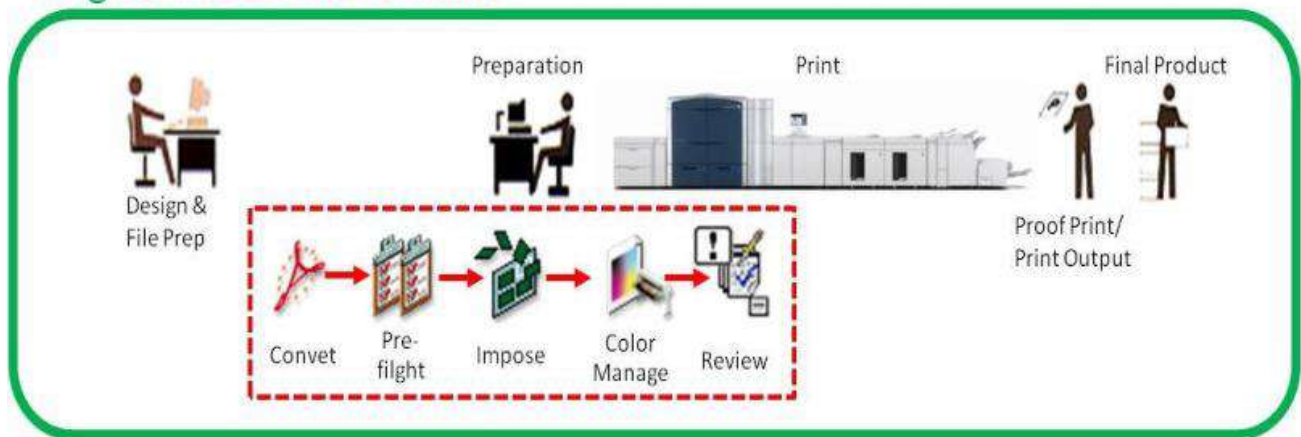 Preparation
Print
Final Product
Design &
File Prep
Proof Print/
Print Output
Convet
Pre-
filght
Impose
Color
Manage
Review